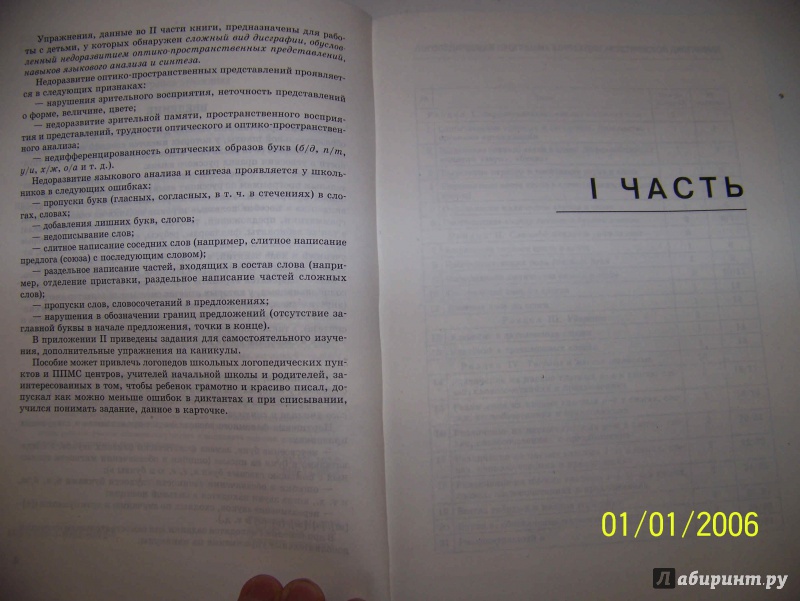 Упражнения, данные во II части книги, предназначены для рабо-
ты с детьми, у которых обнаружен сложный вид дисграфии, обуслов-
ленный недоразвитием оптико-пространственных представлений,
навыков языкового анализа и синтеза.
Недоразвитие оптико-пространственных представлений проявляет-
ся в следующих признаках:
— нарушения зрительного восприятия, неточность представлений
о форме, величине, цвете;
— недоразвитие зрительной памяти, пространственного восприя-
тия и представлений, трудности оптического и оптико-пространствен-
ного анализа;
— недифференцированность оптических образов букв (б/д, п/т,
у/и, х/ж, о/а и т. д.).
Недоразвитие языкового анализа и синтеза проявляется у школь-
ников в следующих ошибках:
— пропуски букв (гласных, согласных, в т. ч. в стечениях) в сло-
гах, словах;
— добавления лишних букв, слогов;
— недописывание слов;
— слитное написание соседних слов (например, слитное написание
предлога (союза) с последующим словом);
— раздельное написание частей, входящих в состав слова (напри-
мер, отделение приставки, раздельное написание частей сложных
слов);
— пропуски слов, словосочетаний в предложениях;
— нарушения в обозначении границ предложений (отсутствие за-
главной буквы в начале предложения, точки в конце).
В приложении II приведены задания для самостоятельного изуче-
ния, дополнительные упражнения на каникулы.
Пособие может привлечь логопедов школьных логопедических пунк-
тов и ППМС центров, учителей начальной школы и родителей, за-
интересованных в том, чтобы ребенок грамотно и красиво писал, до-
пускал как можно меньше ошибок в диктантах и при списывании,
учился понимать задание, данное в карточке.
I ЧАСТЬ
01/01/2006
Лабиринт.ру